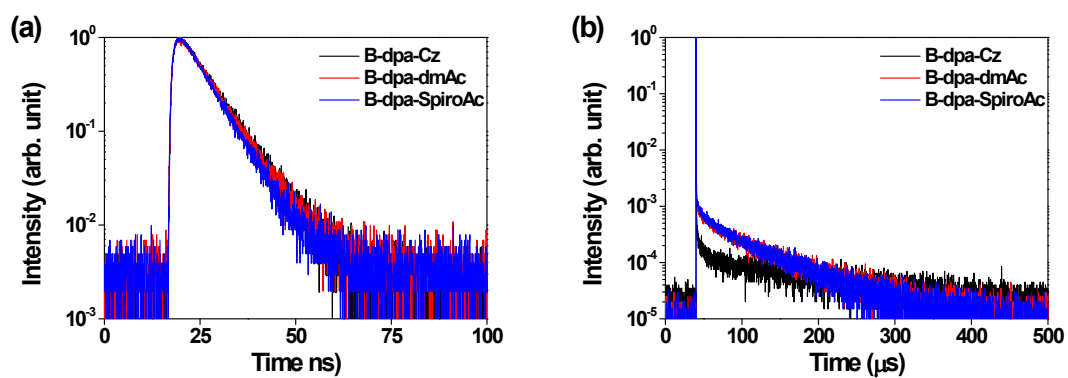 (a)
Intensity (arb. unit)
10⁰
10⁻¹
10⁻²
10⁻³
B-dpa-Cz
B-dpa-dmAc
B-dpa-SpiroAc
0 25 50 75 100
Time ns)
(b)
Intensity (arb. unit)
10⁰
10⁻¹
10⁻²
10⁻³
10⁻⁴
10⁻⁵
B-dpa-Cz
B-dpa-dmAc
B-dpa-SpiroAc
0 100 200 300 400 500
Time (μs)